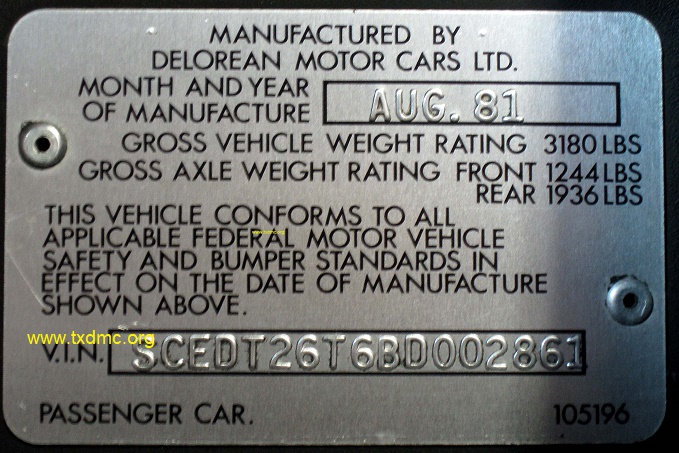 MANUFACTURED BY
DELOREAN MOTOR CARS LTD.
MONTH AND YEAR
OF MANUFACTURE AUG. 81
GROSS VEHICLE WEIGHT RATING 3180 LBS
GROSS AXLE WEIGHT RATING FRONT 1244 LBS
REAR 1936 LBS
THIS VEHICLE CONFORMS TO ALL
APPLICABLE FEDERAL MOTOR VEHICLE
SAFETY AND BUMPER STANDARDS IN
EFFECT ON THE DATE OF MANUFACTURE
SHOWN ABOVE.
www.txdmc.org
V.I.N. SCEDT26T6BD002861
PASSENGER CAR. 105196